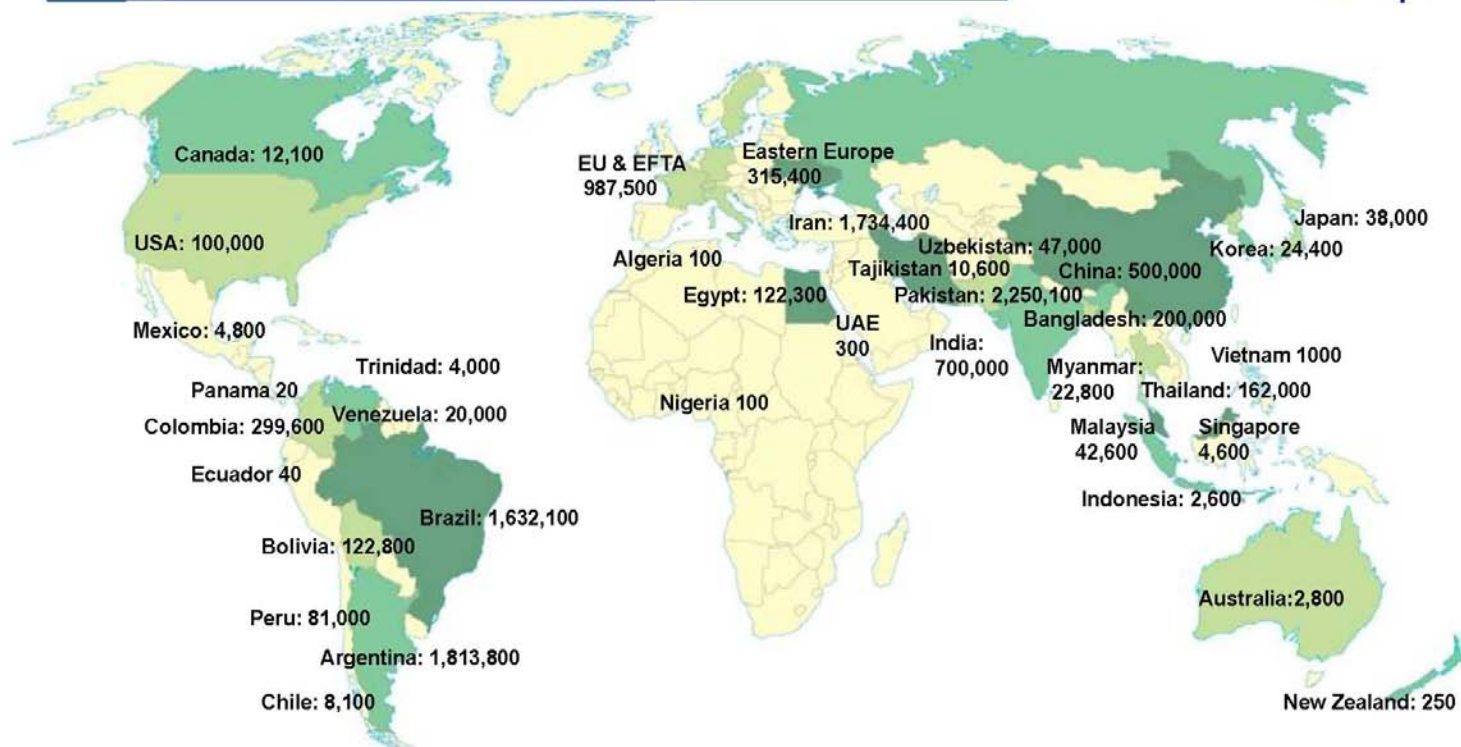 Canada: 12,100
EU & EFTA
987,500
Eastern Europe
315,400
USA: 100,000
Iran: 1,734,400
Japan: 38,000
Algeria 100
Uzbekistan: 47,000
Korea: 24,400
Tajikistan 10,600
China: 500,000
Egypt: 122,300
Pakistan: 2,250,100
Mexico: 4,800
UAE
300
Bangladesh: 200,000
India:
700,000
Trinidad: 4,000
Myanmar:
22,800
Vietnam 1000
Panama 20
Thailand: 162,000
Venezuela: 20,000
Nigeria 100
Colombia: 299,600
Malaysia
42,600
Singapore
4,600
Ecuador 40
Indonesia: 2,600
Brazil: 1,632,100
Bolivia: 122,800
Australia:2,800
Peru: 81,000
Argentina: 1,813,800
Chile: 8,100
New Zealand: 250